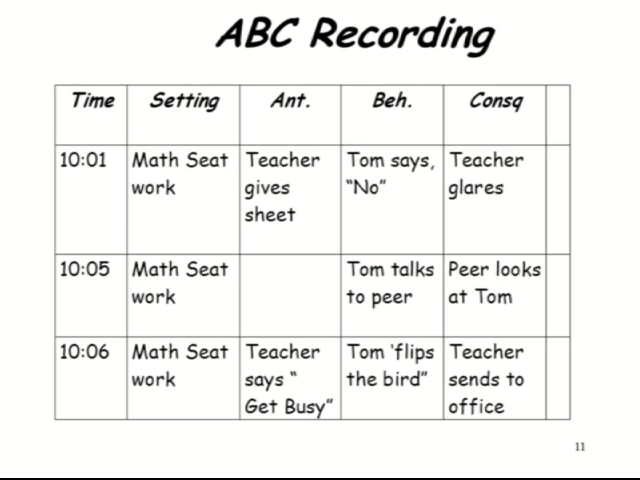 ABC Recording
Time Setting Ant. Beh. Consq
10:01 Math Seat Teacher Tom says, Teacher
work gives “No” glares
sheet
10:05 Math Seat Tom talks Peer looks
work to peer at Tom
10:06 Math Seat Teacher Tom ‘flips Teacher
work says “ the bird” sends to
Get Busy” office
11